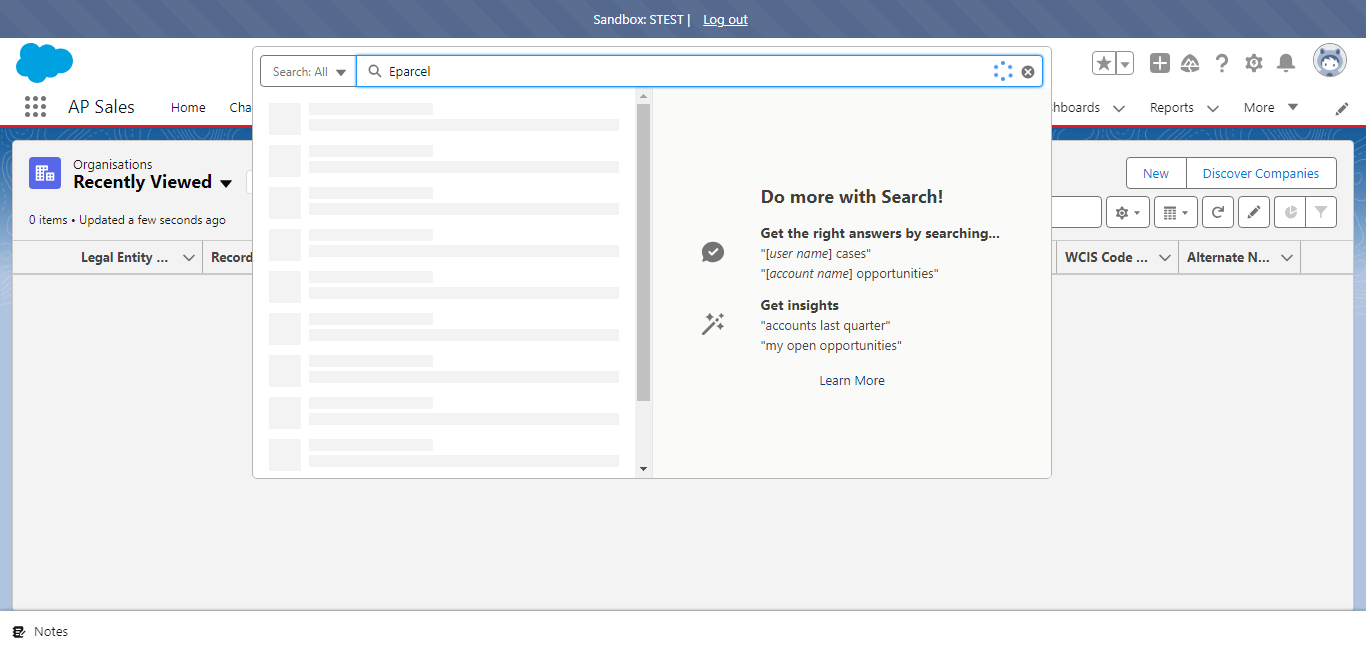 Sandbox: STEST | Log out
Search: All
Eparcel
AP Sales
Home
Cha
hboards
Reports
More
Organisations
Recently Viewed
New
Discover Companies
0 items • Updated a few seconds ago
Legal Entity ...
Record
WCIS Code ...
Alternate N...
Do more with Search!
Get the right answers by searching...
"[user name] cases"
"[account name] opportunities"
Get insights
"accounts last quarter"
"my open opportunities"
Learn More
Notes